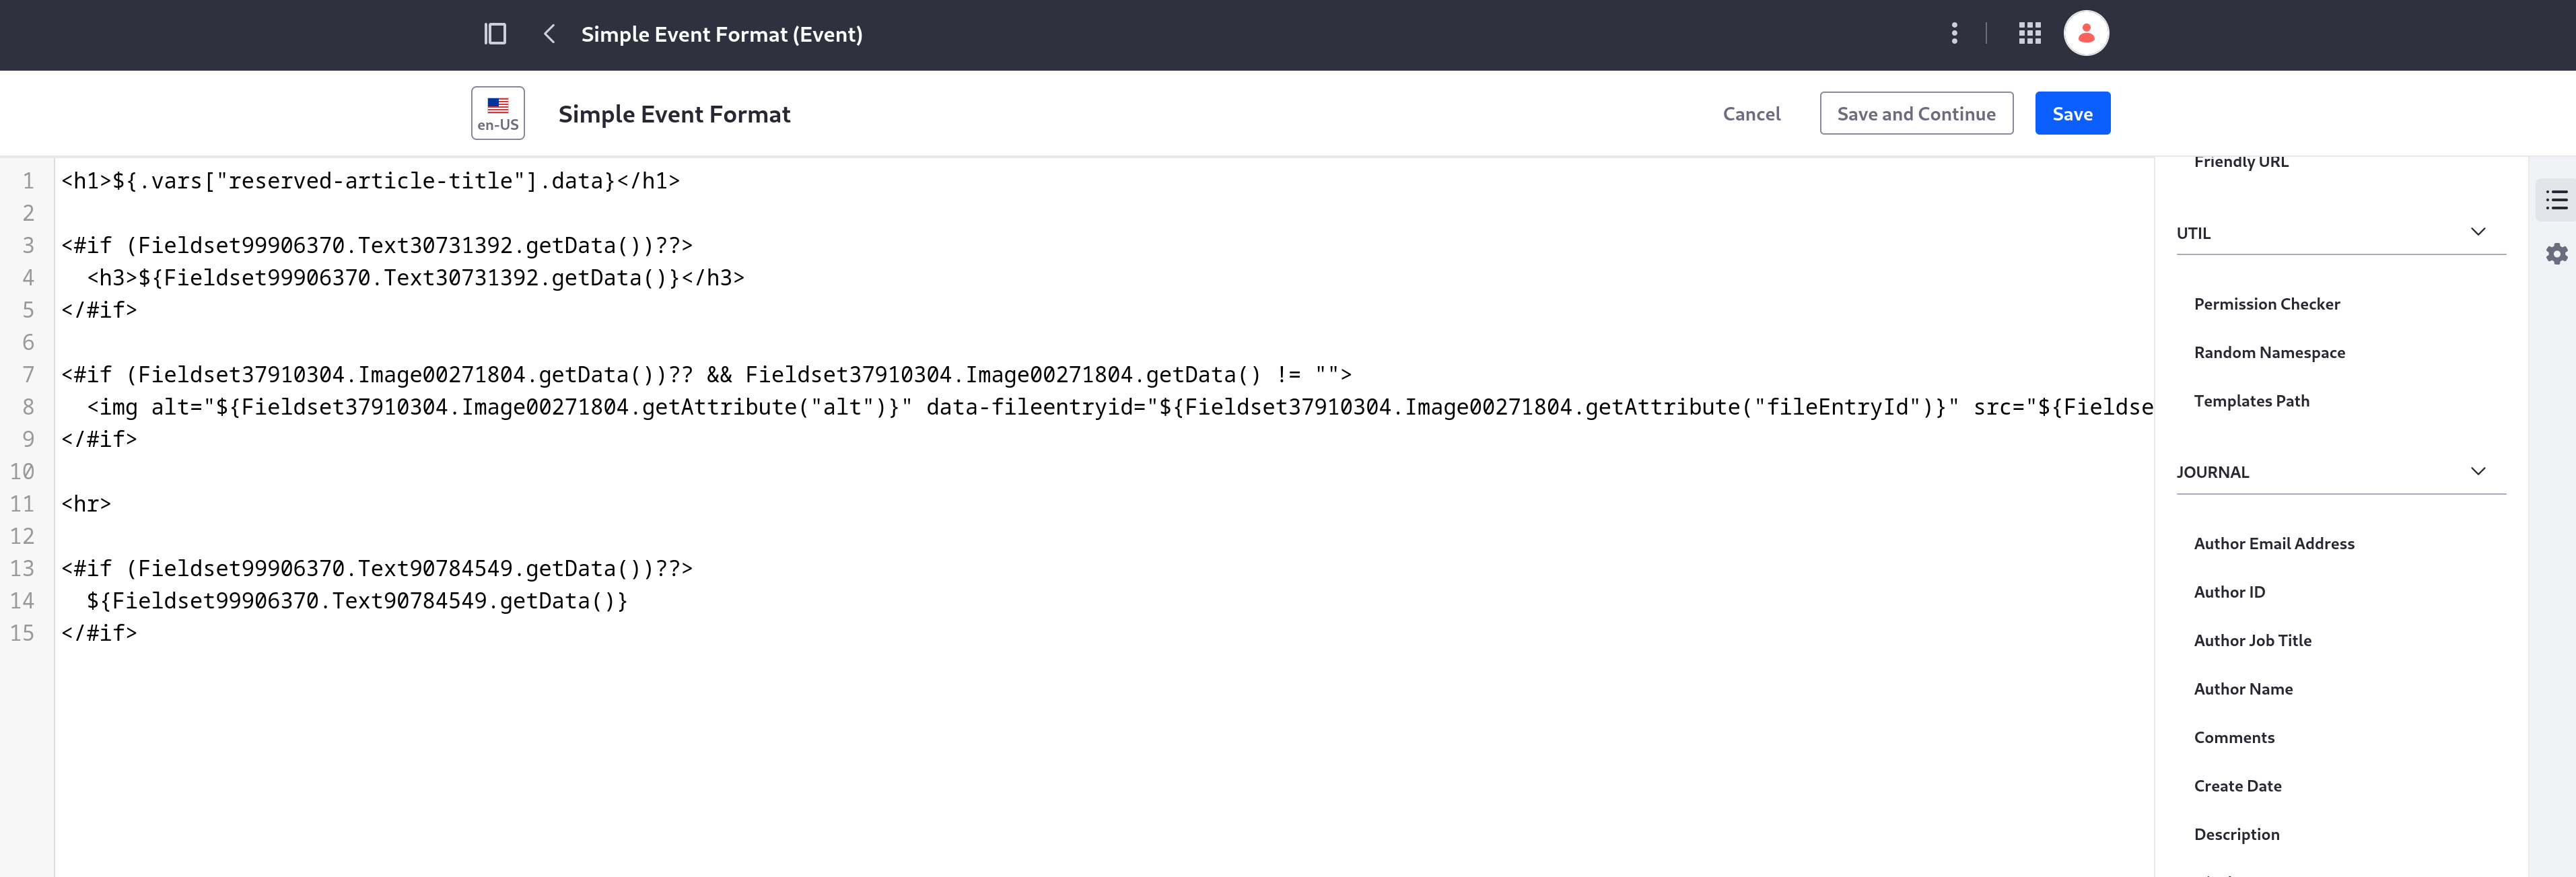 Simple Event Format (Event)
en-US
Simple Event Format
Cancel
Save and Continue
Save
1 <h1>${.vars["reserved-article-title"].data}</h1>
2
3 <#if (Fieldset99906370.Text30731392.getData())??>
4   <h3>${Fieldset99906370.Text30731392.getData()}</h3>
5 </#if>
6
7 <#if (Fieldset37910304.Image00271804.getData())?? && Fieldset37910304.Image00271804.getData() != "">
8   <img alt="${Fieldset37910304.Image00271804.getAttribute("alt")}" data-fileentryid="${Fieldset37910304.Image00271804.getAttribute("fileEntryId")}" src="${Fieldse
9 </#if>
10
11 <hr>
12
13 <#if (Fieldset99906370.Text90784549.getData())??>
14   ${Fieldset99906370.Text90784549.getData()}
15 </#if>
Friendly URL
UTIL
Permission Checker
Random Namespace
Templates Path
JOURNAL
Author Email Address
Author ID
Author Job Title
Author Name
Comments
Create Date
Description